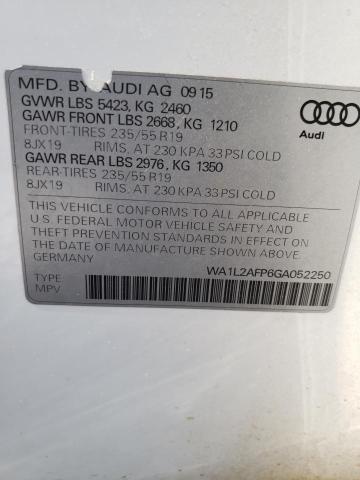 MFD. BY AUDI AG 09 15
GVWR LBS 5423, KG 2460
GAWR FRONT LBS 2668, KG 1210
FRONT-TIRES 235/55 R19
8JX19 RIMS. AT 230 KPA 33 PSI COLD
GAWR REAR LBS 2976, KG 1350
REAR-TIRES 235/55 R19
8JX19 RIMS. AT 230 KPA 33 PSI COLD
Audi
THIS VEHICLE CONFORMS TO ALL APPLICABLE
U.S. FEDERAL MOTOR VEHICLE SAFETY AND
THEFT PREVENTION STANDARDS IN EFFECT ON
THE DATE OF MANUFACTURE SHOWN ABOVE
WA1L2AFP6GA052250
TYPE
MPV